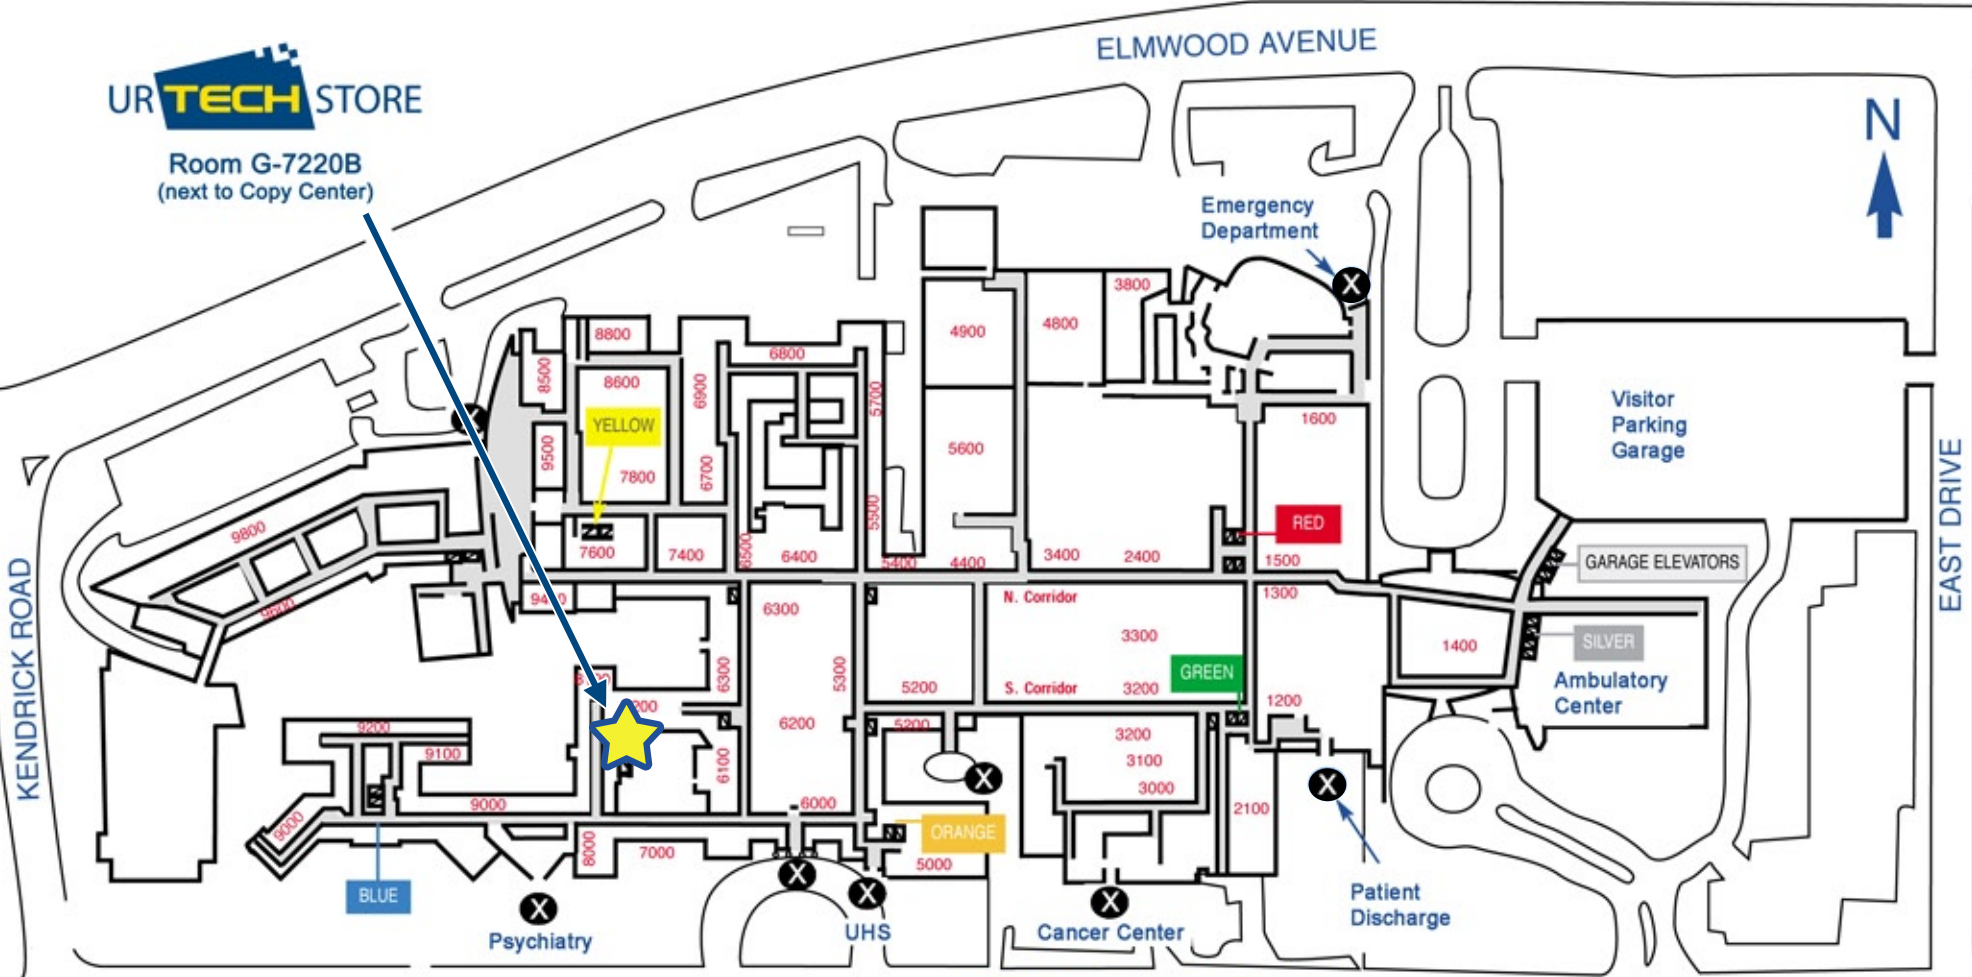 ELMWOOD AVENUE
UR TECH STORE
Room G-7220B
(next to Copy Center)
N
Emergency
Department
X
3800
4800
4900
8800
6800
8500
8600
6900
5700
YELLOW
1600
Visitor
Parking
Garage
9500
7800
6700
5600
5500
EAST DRIVE
9800
RED
7600
7400
6500
6400
5400
4400
3400
2400
1500
GARAGE ELEVATORS
KENDRICK ROAD
9600
6300
N. Corridor
1300
3300
1400
SILVER
6300
5300
5200
S. Corridor
3200
GREEN
1200
Ambulatory
Center
9200
9100
6200
5200
3200
3100
3000
6100
X
X
9000
9000
6000
2100
ORANGE
8000
7000
5000
BLUE
X
X
X
X
Psychiatry
UHS
Cancer Center
Patient
Discharge